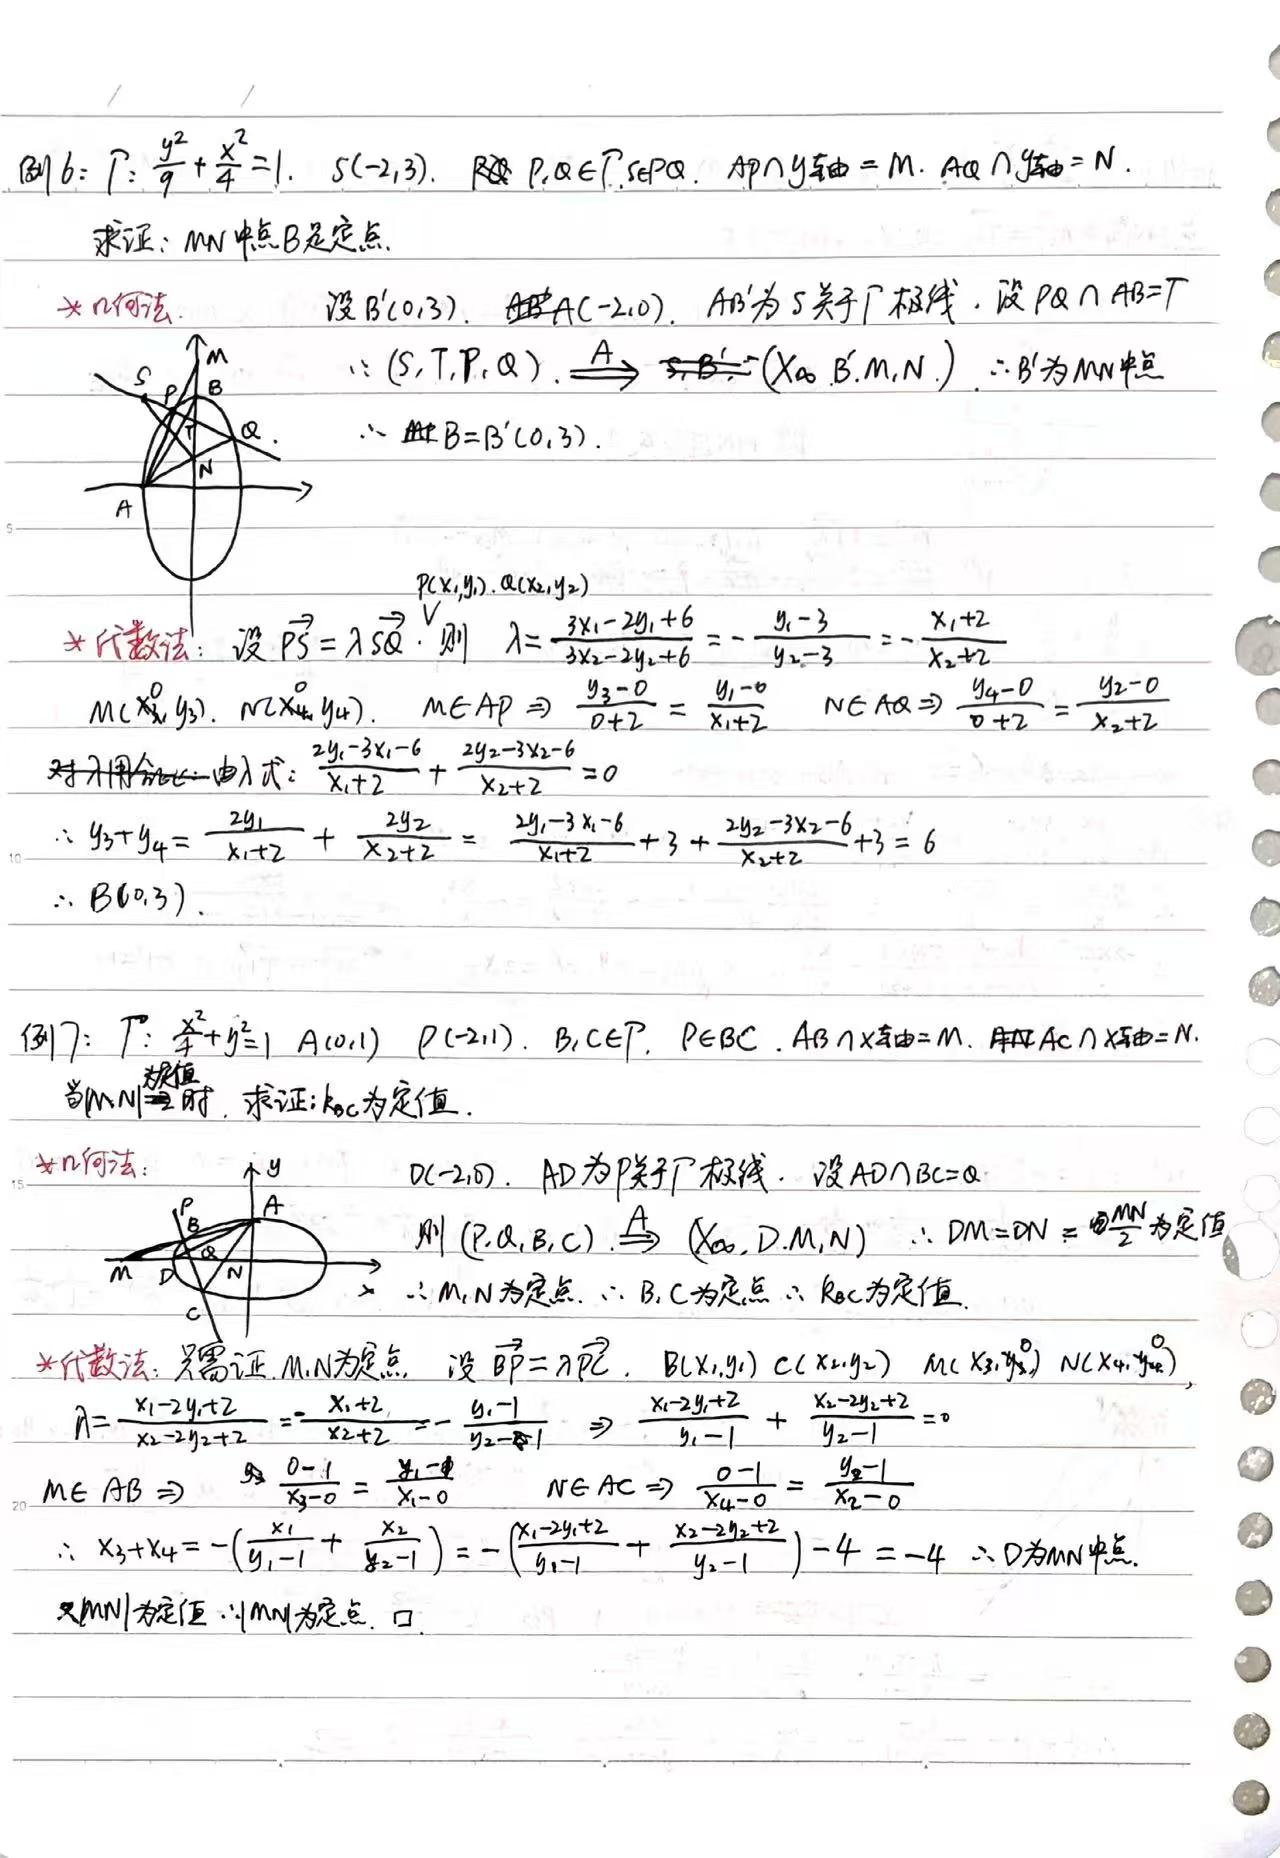 例6: Γ: y²/9 + x²/4 = 1. S(-2,3). P,Q∈Γ, S∈PQ. AP∩y轴=M. AQ∩y轴=N.
求证: MN中点B是定点.
*几何法: 设B'(0,3). A(-2,0). AB'为S关于Γ极线. 设PQ∩AB=T
∴ (S,T,P,Q) =A=> (X∞ B',M,N) ∴B'为MN中点
∴ B=B'(0,3).
S P M B T Q N A
P(x₁,y₁). Q(x₂,y₂)
*代数法: 设PS→=λSQ→. 则 λ = (3x₁-2y₁+6)/(3x₂-2y₂+6) = -(y₁-3)/(y₂-3) = -(x₁+2)/(x₂+2)
M(0, y₃). N(0, y₄). M∈AP ⇒ (y₃-0)/(0+2) = (y₁-0)/(x₁+2) N∈AQ ⇒ (y₄-0)/(0+2) = (y₂-0)/(x₂+2)
由λ式: (2y₁-3x₁-6)/(x₁+2) + (2y₂-3x₂-6)/(x₂+2) = 0
∴ y₃+y₄ = 2y₁/(x₁+2) + 2y₂/(x₂+2) = (2y₁-3x₁-6)/(x₁+2) +3+ (2y₂-3x₂-6)/(x₂+2) +3 = 6
∴ B(0,3).
例7: Γ: x²/4 + y² = 1 A(0,1) P(-2,1). B,C∈Γ. P∈BC. AB∩x轴=M. AC∩x轴=N.
当|MN|为定值时. 求证: k_BC为定值.
*几何法: D(-2,0). AD为P关于Γ极线. 设AD∩BC=Q
y P B A Q M D N C x
则 (P,Q,B,C) =A=> (X∞, D.M,N) ∴ DM=DN = MN/2 为定值
∴M,N为定点. ∴ B,C为定点 ∴ k_BC为定值.
*代数法: 只需证M,N为定点. 设BP→=λPC→. B(x₁,y₁) C(x₂,y₂) M(x₃,0) N(x₄,0),
λ = (x₁-2y₁+2)/(x₂-2y₂+2) = -(x₁+2)/(x₂+2) = -(y₁-1)/(y₂-1) ⇒ (x₁-2y₁+2)/(y₁-1) + (x₂-2y₂+2)/(y₂-1) = 0
M∈AB ⇒ (0-1)/(x₃-0) = (y₁-1)/(x₁-0) N∈AC ⇒ (0-1)/(x₄-0) = (y₂-1)/(x₂-0)
∴ x₃+x₄ = -(x₁/(y₁-1) + x₂/(y₂-1)) = -((x₁-2y₁+2)/(y₁-1) + (x₂-2y₂+2)/(y₂-1)) -4 = -4 ∴D为MN中点.
又|MN|为定值 ∴|MN|为定点. □.
5
10
15
20